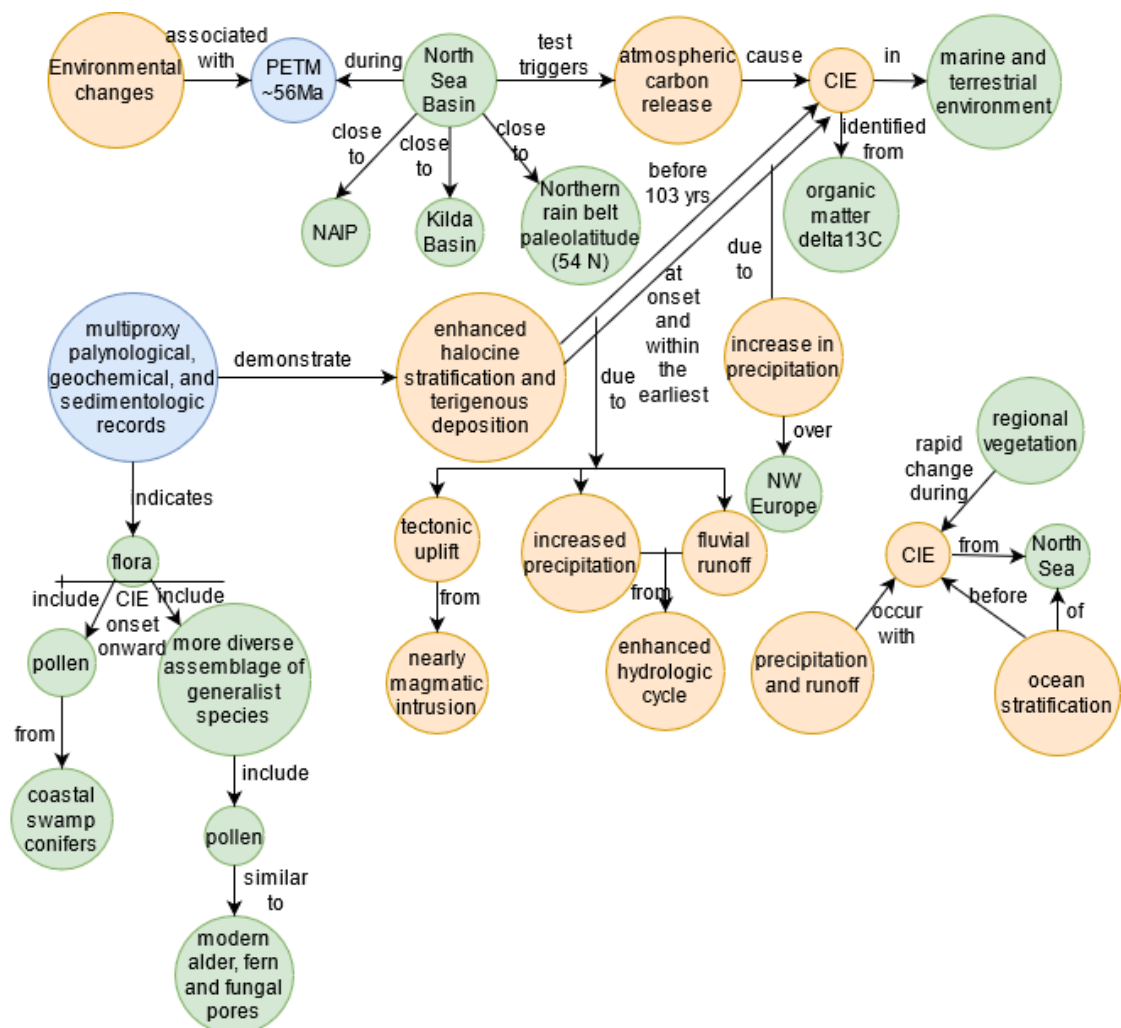 Environmental
changes
associated
with
PETM
~56Ma
during
North
Sea
Basin
test
triggers
atmospheric
carbon
release
cause
CIE
in
marine and
terrestrial
environment
close
to
close
to
close
to
NAIP
Kilda
Basin
Northern
rain belt
paleolatitude
(54 N)
before
103 yrs
identified
from
organic
matter
delta13C
due
to
multiproxy
palynological,
geochemical, and
sedimentologic
records
demonstrate
enhanced
halocine
stratification and
terigenous
deposition
at
onset and
within
the
earliest
due
to
increase in
precipitation
over
NW
Europe
regional
vegetation
rapid
change
during
indicates
flora
include
CIE
onset
onward
include
pollen
from
coastal
swamp
conifers
more diverse
assemblage of
generalist
species
include
pollen
similar
to
modern
alder, fern
and fungal
pores
tectonic
uplift
from
nearly
magmatic
intrusion
increased
precipitation
fluvial
runoff
from
enhanced
hydrologic
cycle
CIE
from
North
Sea
occur
with
before
of
precipitation
and runoff
ocean
stratification